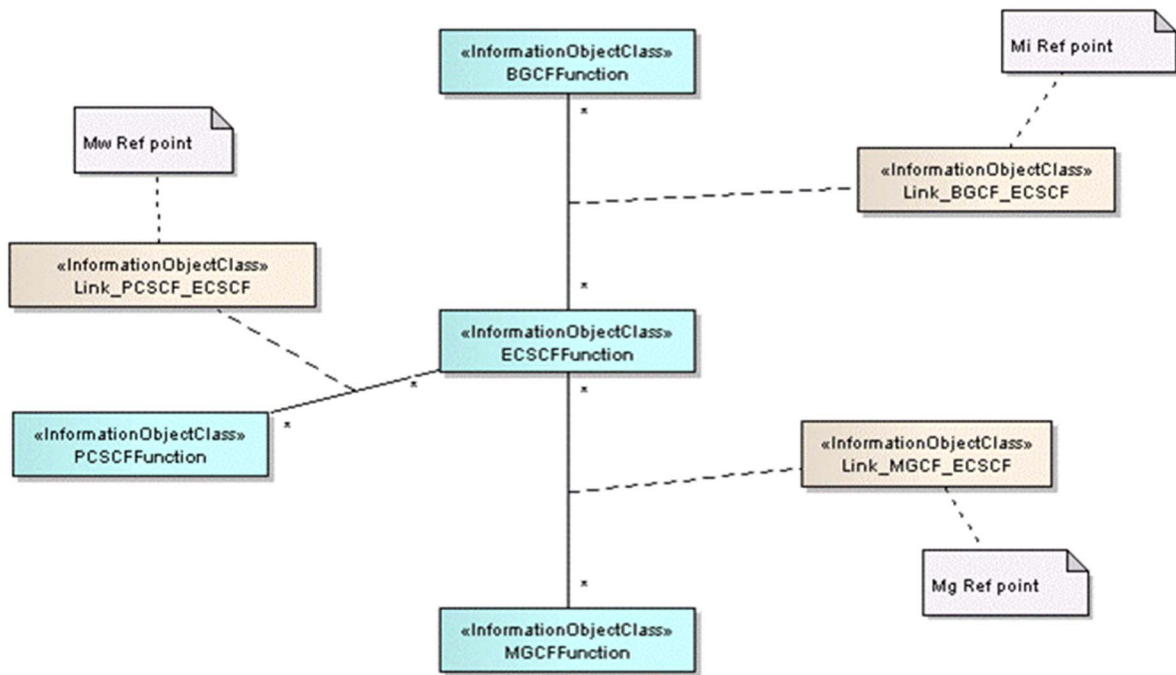 «InformationObjectClass»
BGCFFunction
Mi Ref point
*
Mw Ref point
«InformationObjectClass»
Link_BGCF_ECSCF
«InformationObjectClass»
Link_PCSCF_ECSCF
*
«InformationObjectClass»
ECSCFFunction
*
*
*
«InformationObjectClass»
PCSCFFunction
«InformationObjectClass»
Link_MGCF_ECSCF
Mg Ref point
*
«InformationObjectClass»
MGCFFunction